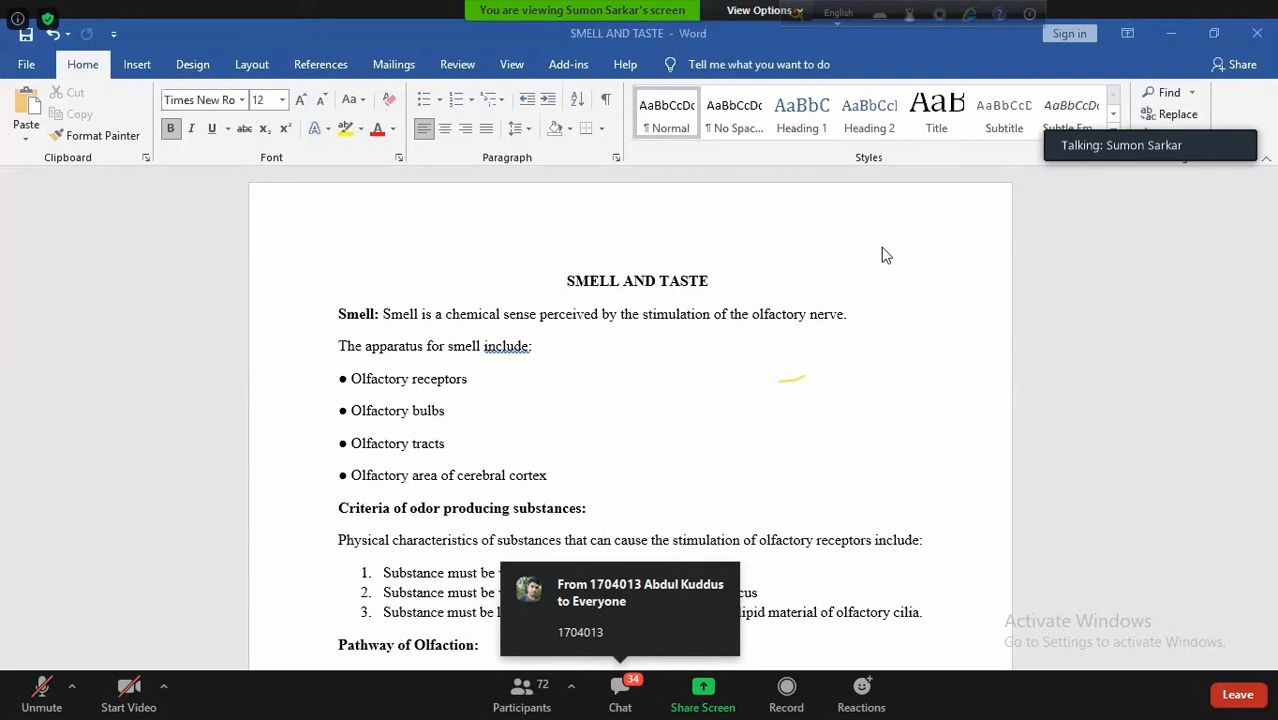 You are viewing Sumon Sarkar's screen
View Options
English
SMELL AND TASTE - Word
Sign in
File Home Insert Design Layout References Mailings Review View Add-ins Help Tell me what you want to do Share
Cut
Copy
Paste
Format Painter
Times New Ro 12
Aa
AaBbCcDc AaBbCcDc AaBbC AaBbCcI AaB AaBbCcD AaBbCcD
¶ Normal ¶ No Spac... Heading 1 Heading 2 Title Subtitle Subtle Em...
Find
Replace
Clipboard Font Paragraph Styles
Talking: Sumon Sarkar
SMELL AND TASTE
Smell: Smell is a chemical sense perceived by the stimulation of the olfactory nerve.
The apparatus for smell include:
● Olfactory receptors
● Olfactory bulbs
● Olfactory tracts
● Olfactory area of cerebral cortex
Criteria of odor producing substances:
Physical characteristics of substances that can cause the stimulation of olfactory receptors include:
1. Substance must be
2. Substance must be
3. Substance must be lipid material of olfactory cilia.
Pathway of Olfaction:
From 1704013 Abdul Kuddus
to Everyone
1704013
Activate Windows
Go to Settings to activate Windows.
Unmute Start Video Participants 72 Chat 34 Share Screen Record Reactions Leave